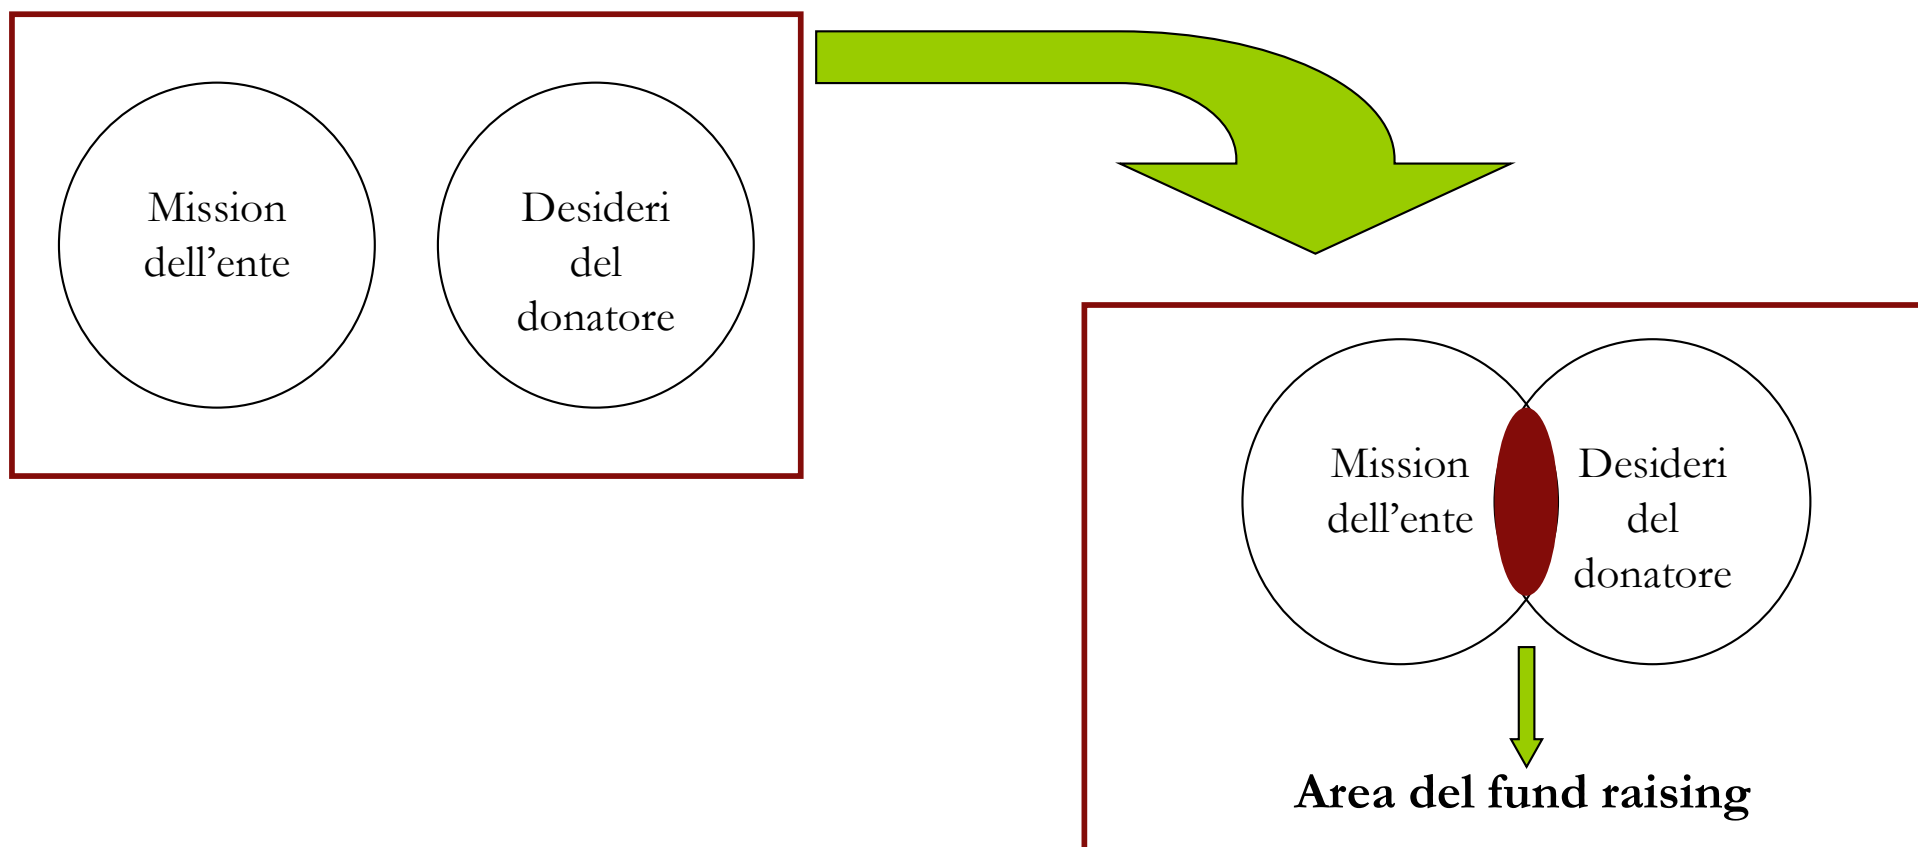 Mission
dell’ente
Desideri
del
donatore
Mission
dell’ente
Desideri
del
donatore
Area del fund raising